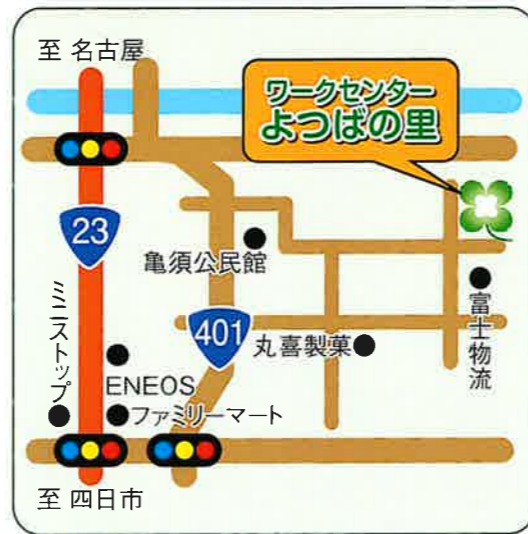 至 名古屋
ワークセンター
よつばの里
23
亀須公民館
ミニストップ
401
丸喜製菓
富士物流
ENEOS
ファミリーマート
至 四日市